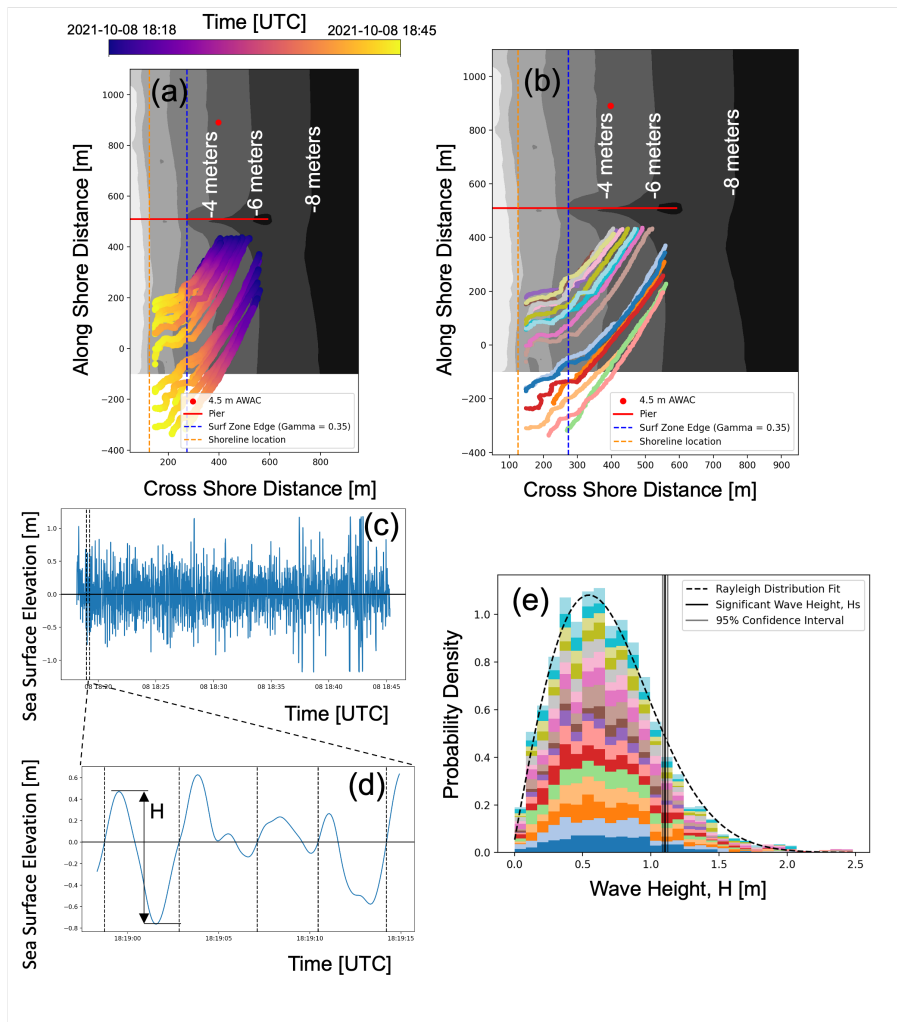 Time [UTC]
2021-10-08 18:18
2021-10-08 18:45
(a)
-4 meters
-6 meters
-8 meters
1000
800
600
400
200
0
−200
−400
Along Shore Distance [m]
4.5 m AWAC
Pier
Surf Zone Edge (Gamma = 0.35)
Shoreline location
200
400
600
800
Cross Shore Distance [m]
(b)
-4 meters
-6 meters
-8 meters
1000
800
600
400
200
0
−200
−400
Along Shore Distance [m]
4.5 m AWAC
Pier
Surf Zone Edge (Gamma = 0.35)
Shoreline location
100
200
300
400
500
600
700
800
900
Cross Shore Distance [m]
(c)
Sea Surface Elevation [m]
1.0
0.5
0.0
−0.5
−1.0
08 18:20
08 18:25
08 18:30
08 18:35
08 18:40
08 18:45
Time [UTC]
(d)
H
Sea Surface Elevation [m]
0.6
0.4
0.2
0.0
−0.2
−0.4
−0.6
−0.8
18:19:00
18:19:05
18:19:10
18:19:15
Time [UTC]
(e)
Rayleigh Distribution Fit
Significant Wave Height, Hs
95% Confidence Interval
Probability Density
1.0
0.8
0.6
0.4
0.2
0.0
0.0
0.5
1.0
1.5
2.0
2.5
Wave Height, H [m]